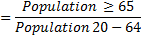 = Population ≥ 65
Population 20 − 64